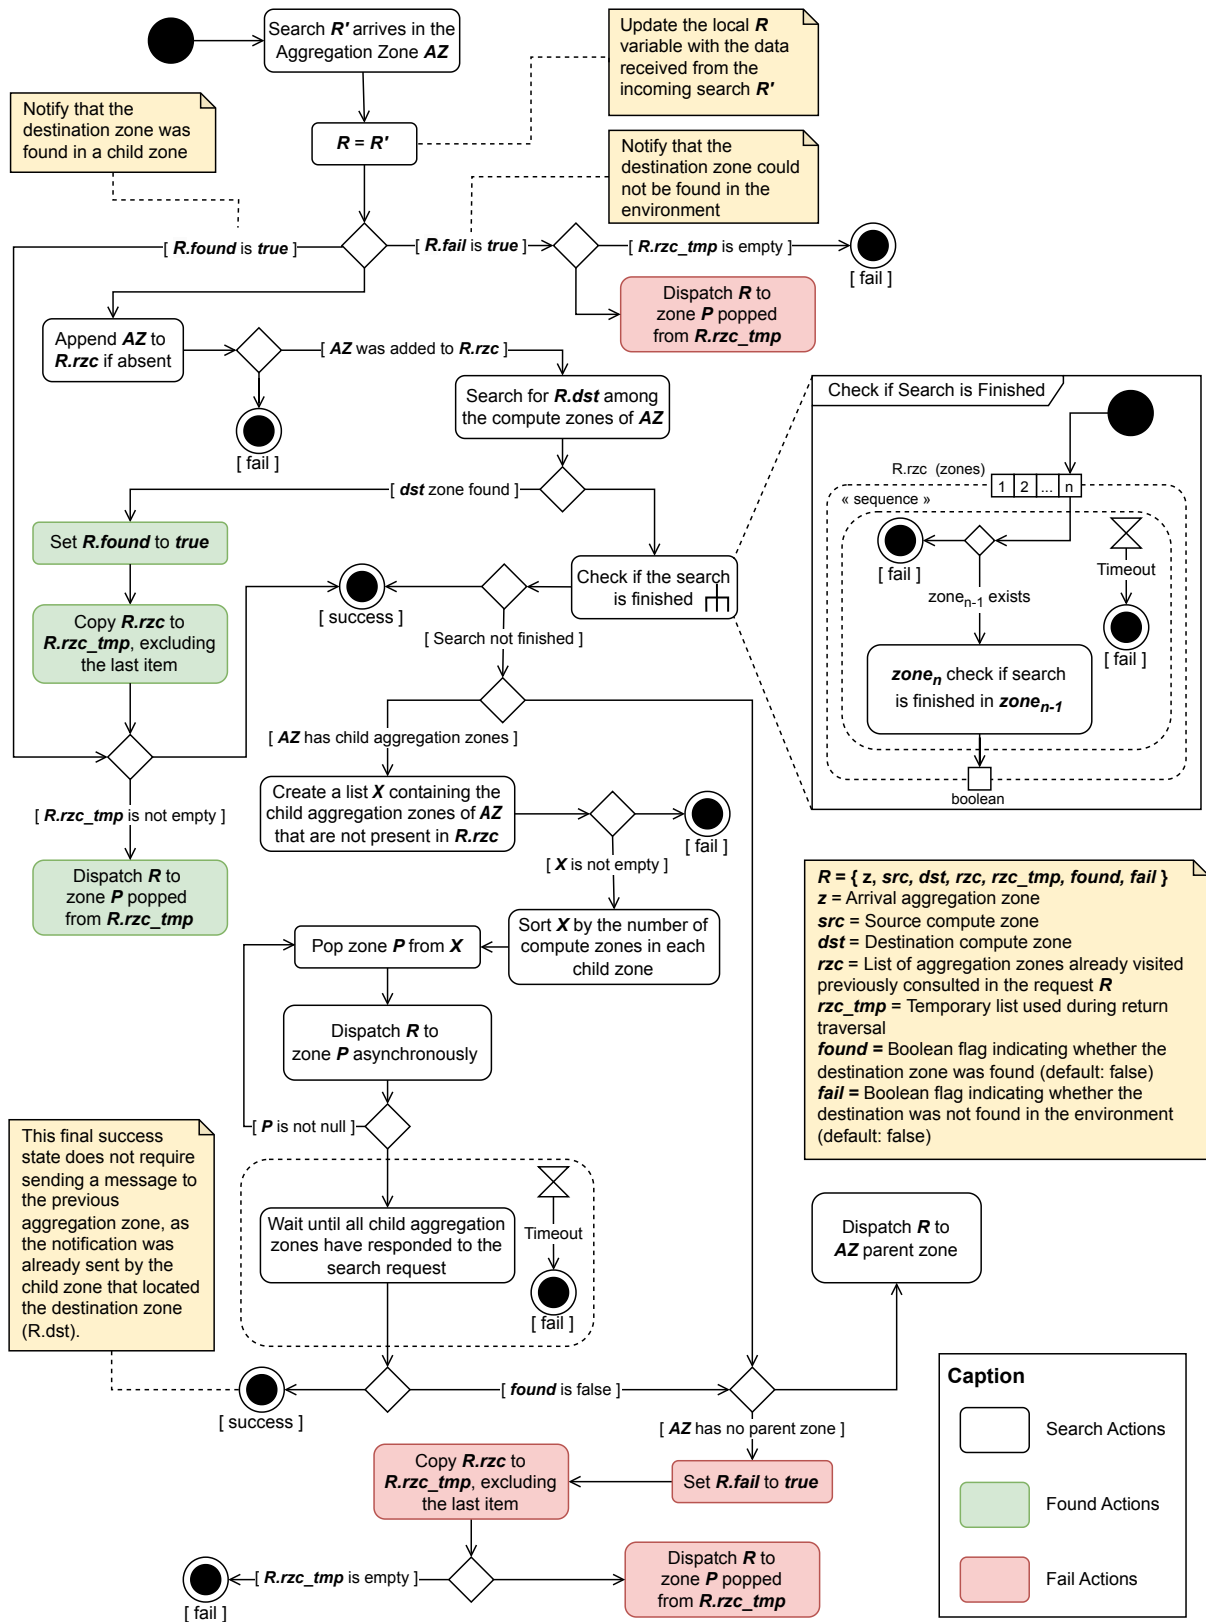 Search R' arrives in the
Aggregation Zone AZ
Update the local R
variable with the data
received from the
incoming search R'
Notify that the
destination zone was
found in a child zone
R = R'
Notify that the
destination zone could
not be found in the
environment
[ R.found is true ]
[ R.fail is true ]
[ R.rzc_tmp is empty ]
[ fail ]
Dispatch R to
zone P popped
from R.rzc_tmp
Append AZ to
R.rzc if absent
[ AZ was added to R.rzc ]
[ fail ]
Search for R.dst among
the compute zones of AZ
[ dst zone found ]
Set R.found to true
Copy R.rzc to
R.rzc_tmp, excluding
the last item
[ success ]
Check if the search
is finished
[ Search not finished ]
Check if Search is Finished
R.rzc (zones)
1 2 ... n
« sequence »
[ fail ]
Timeout
zonen-1 exists
[ fail ]
zonen check if search
is finished in zonen-1
boolean
[ AZ has child aggregation zones ]
[ R.rzc_tmp is not empty ]
Dispatch R to
zone P popped
from R.rzc_tmp
Create a list X containing the
child aggregation zones of AZ
that are not present in R.rzc
[ fail ]
[ X is not empty ]
Sort X by the number of
compute zones in each
child zone
Pop zone P from X
Dispatch R to
zone P asynchronously
[ P is not null ]
R = { z, src, dst, rzc, rzc_tmp, found, fail }
z = Arrival aggregation zone
src = Source compute zone
dst = Destination compute zone
rzc = List of aggregation zones already visited
previously consulted in the request R
rzc_tmp = Temporary list used during return
traversal
found = Boolean flag indicating whether the
destination zone was found (default: false)
fail = Boolean flag indicating whether the
destination was not found in the environment
(default: false)
This final success
state does not require
sending a message to
the previous
aggregation zone, as
the notification was
already sent by the
child zone that located
the destination zone
(R.dst).
Wait until all child aggregation
zones have responded to the
search request
Timeout
[ fail ]
Dispatch R to
AZ parent zone
[ success ]
[ found is false ]
[ AZ has no parent zone ]
Set R.fail to true
Copy R.rzc to
R.rzc_tmp, excluding
the last item
[ R.rzc_tmp is empty ]
[ fail ]
Dispatch R to
zone P popped
from R.rzc_tmp
Caption
Search Actions
Found Actions
Fail Actions